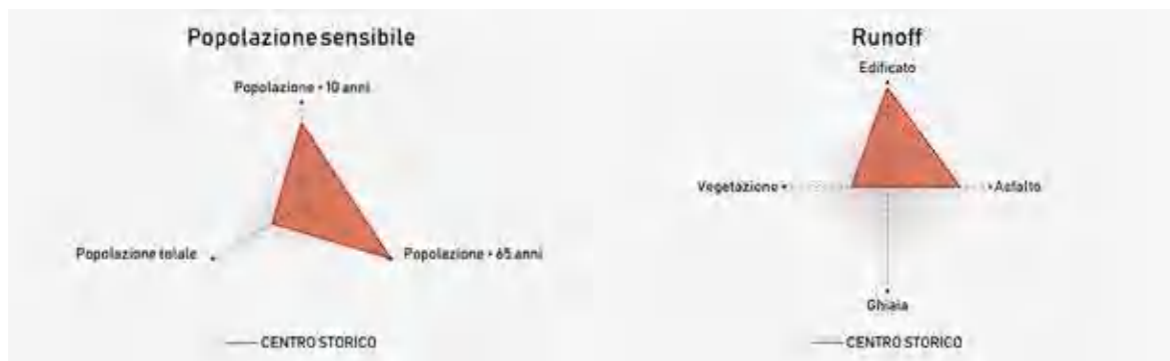 Popolazione sensibile
Popolazione < 10 anni
Popolazione totale
Popolazione > 65 anni
CENTRO STORICO
Runoff
Edificato
Vegetazione
Asfalto
Ghiaia
CENTRO STORICO